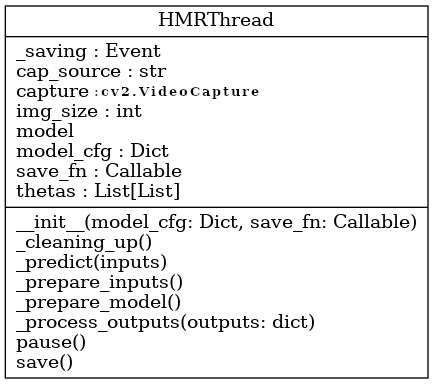 HMRThread
_saving : Event
cap_source : str
capture :cv2.VideoCapture
img_size : int
model
model_cfg : Dict
save_fn : Callable
thetas : List[List]
__init__(model_cfg: Dict, save_fn: Callable)
_cleaning_up()
_predict(inputs)
_prepare_inputs()
_prepare_model()
_process_outputs(outputs: dict)
pause()
save()